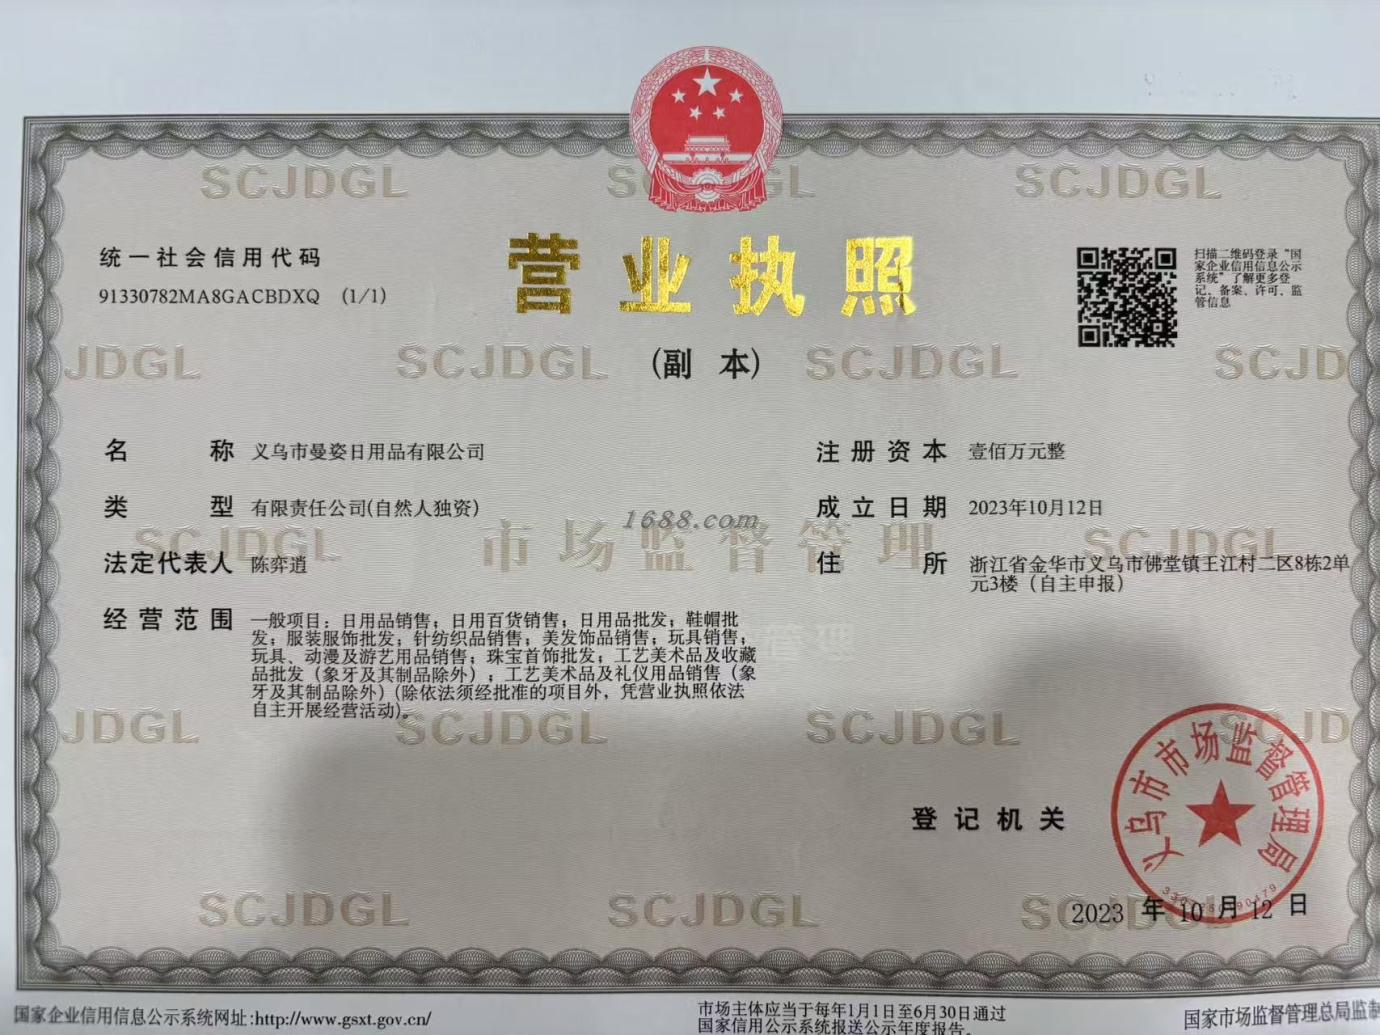 SCJDGL SCJDGL SCJDGL
统一社会信用代码
91330782MA8GACBDXQ (1/1)
营业执照
(副 本)
扫描二维码登录“国
家企业信用信息公示
系统”了解更多登
记、备案、许可、监
管信息
JDGL SCJDGL SCJDGL SCJD
名 称 义乌市曼姿日用品有限公司
类 型 有限责任公司(自然人独资)
法定代表人 陈弈逍
经营范围 一般项目：日用品销售；日用百货销售；日用品批发；鞋帽批
发；服装服饰批发；针纺织品销售；美发饰品销售；玩具销售；
玩具、动漫及游艺用品销售；珠宝首饰批发；工艺美术品及收藏
品批发（象牙及其制品除外）；工艺美术品及礼仪用品销售（象
牙及其制品除外）(除依法须经批准的项目外，凭营业执照依法
自主开展经营活动)。
注册资本 壹佰万元整
成立日期 2023年10月12日
住 所 浙江省金华市义乌市佛堂镇王江村二区8栋2单
元3楼（自主申报）
1688.com
SCJDGL 市场监督管理 SCJDGL
JDGL SCJDGL SCJDGL SCJD
登记机关
义乌市市场监督管理局
2023 年 10 月 12 日
SCJDGL SCJDGL SCJDGL
国家企业信用信息公示系统网址:http://www.gsxt.gov.cn/
市场主体应当于每年1月1日至6月30日通过
国家信用公示系统报送公示年度报告。
国家市场监督管理总局监制